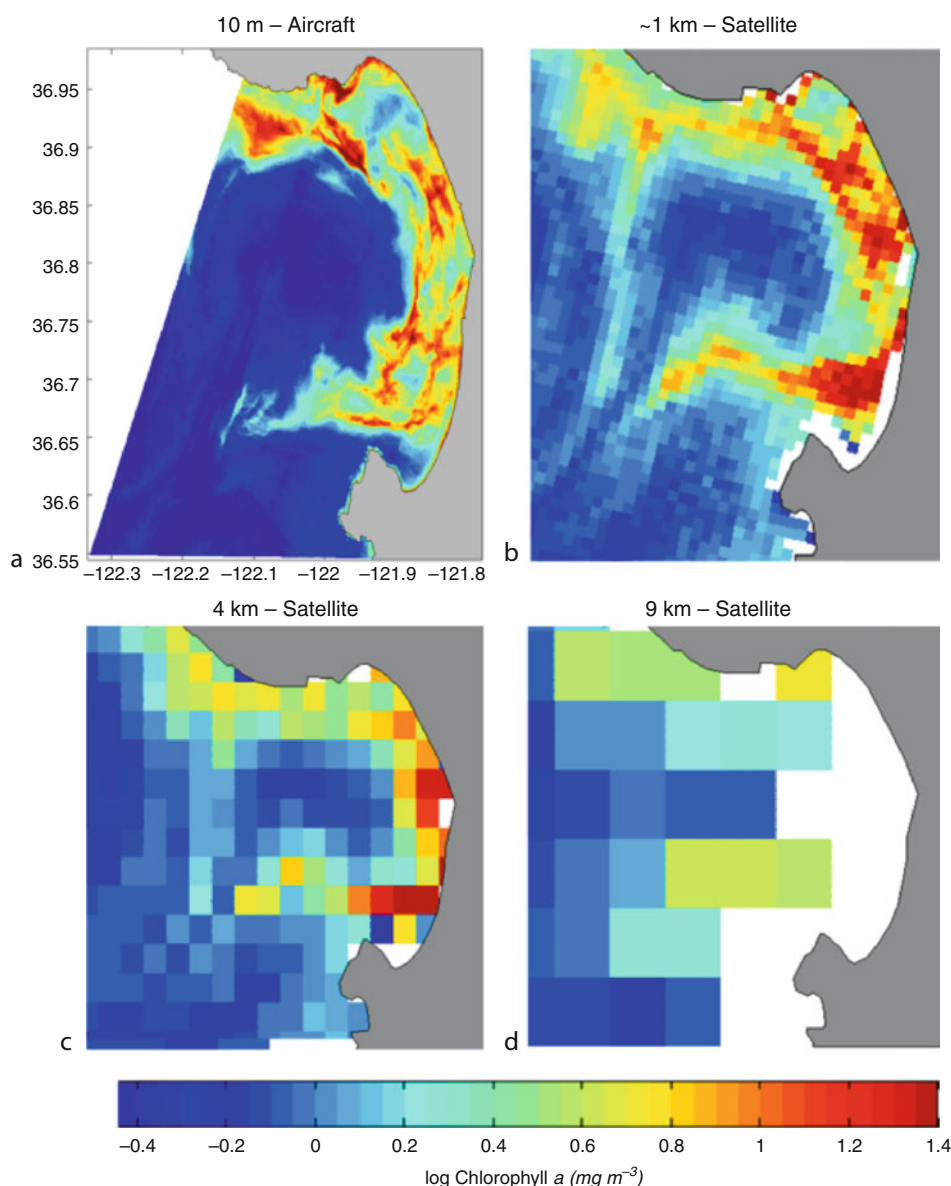 10 m – Aircraft
~1 km – Satellite
36.95
36.9
36.85
36.8
36.75
36.7
36.65
36.6
36.55
a
b
−122.3 −122.2 −122.1 −122 −121.9 −121.8
4 km – Satellite
9 km – Satellite
c
d
−0.4 −0.2 0 0.2 0.4 0.6 0.8 1 1.2 1.4
log Chlorophyll a (mg m⁻³)